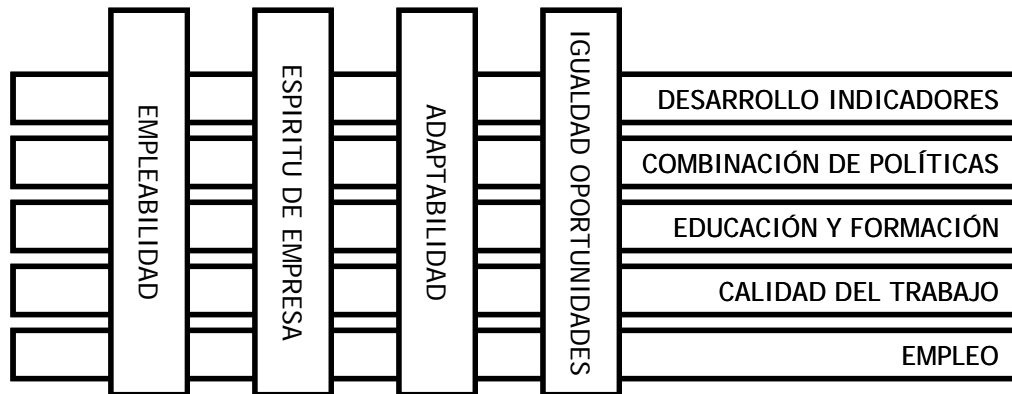 EMPLEABILIDAD
ESPIRITU DE EMPRESA
ADAPTABILIDAD
IGUALDAD OPORTUNIDADES
DESARROLLO INDICADORES
COMBINACIÓN DE POLÍTICAS
EDUCACIÓN Y FORMACIÓN
CALIDAD DEL TRABAJO
EMPLEO